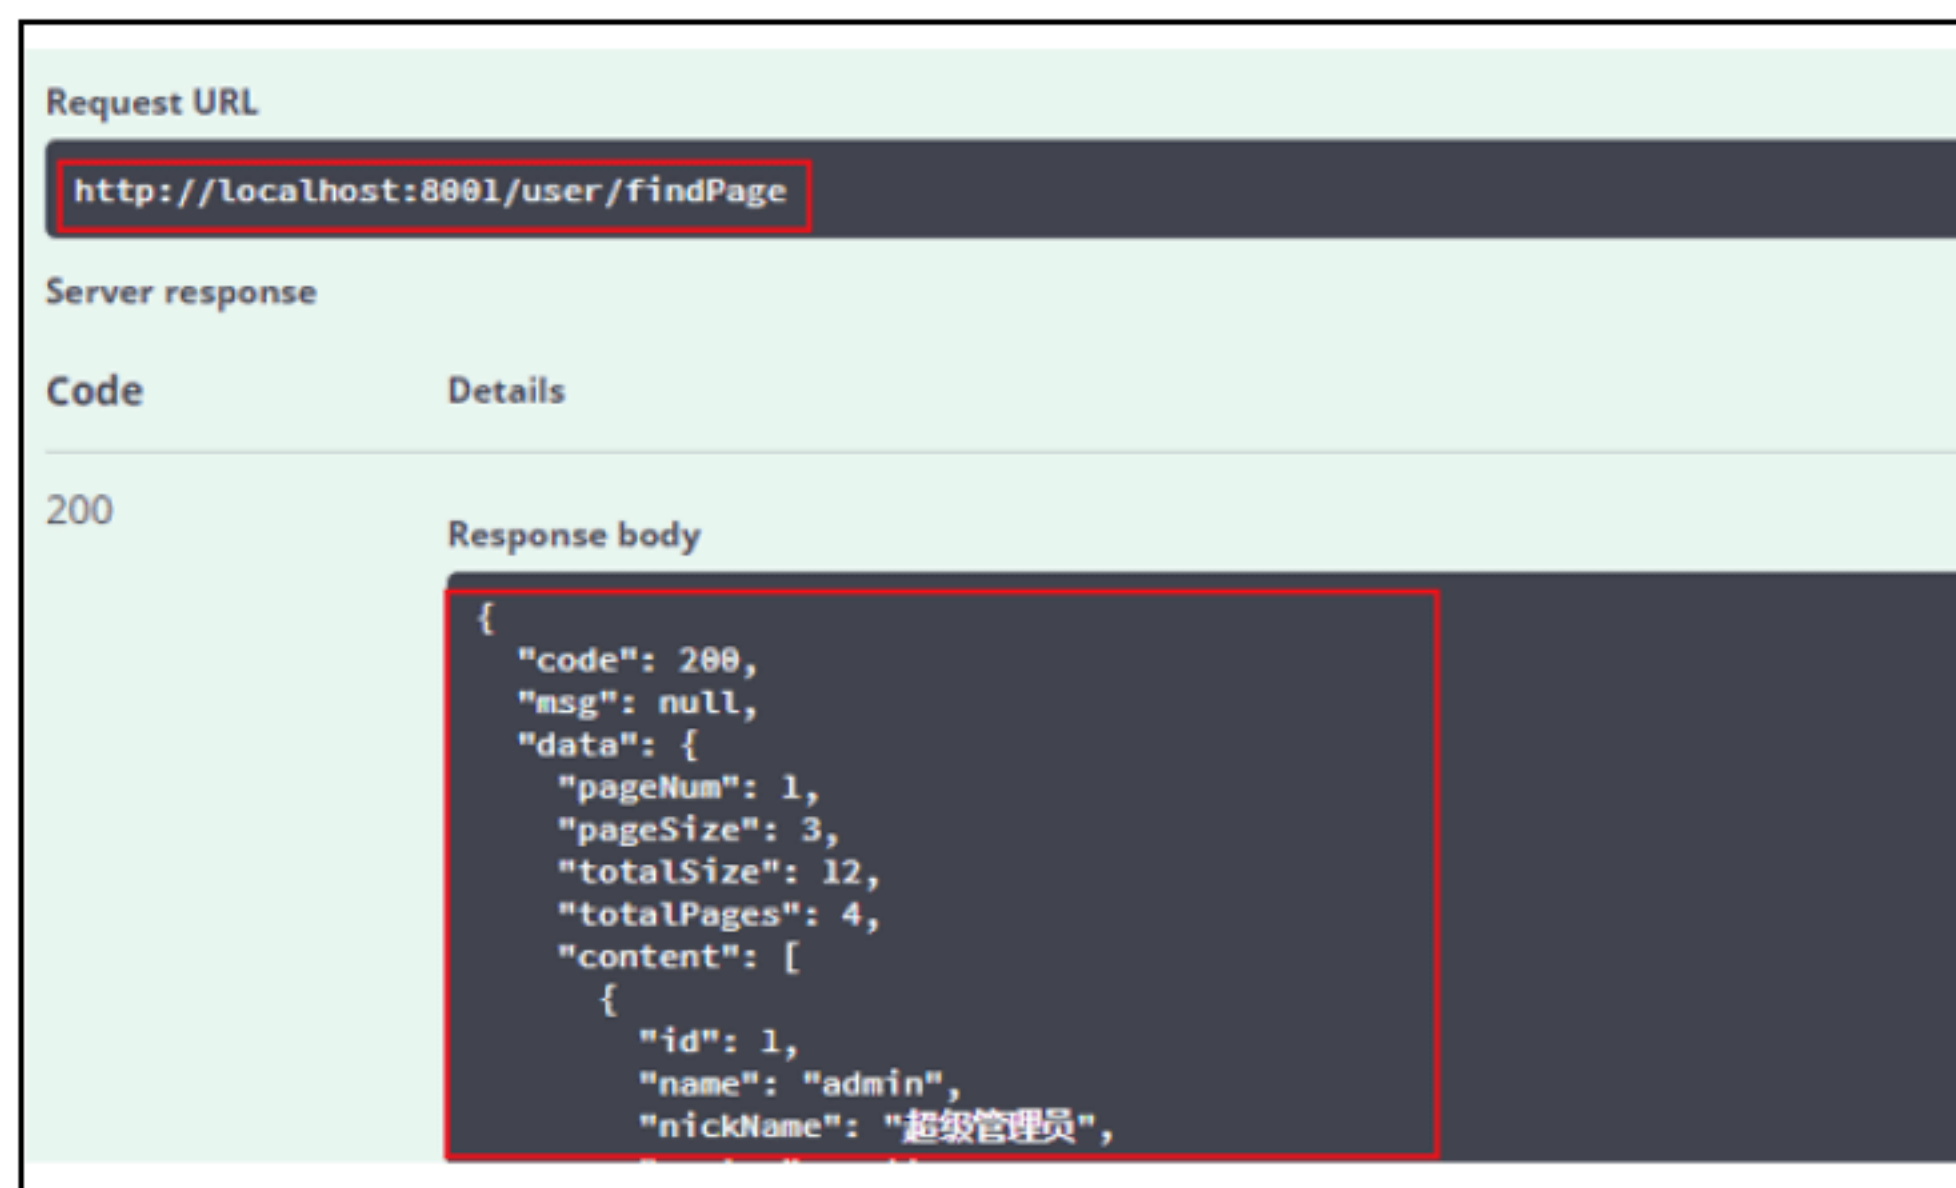 Request URL
http://localhost:8001/user/findPage
Server response
Code Details
200
Response body
{
"code": 200,
"msg": null,
"data": {
"pageNum": 1,
"pageSize": 3,
"totalSize": 12,
"totalPages": 4,
"content": [
{
"id": 1,
"name": "admin",
"nickName": "超级管理员",